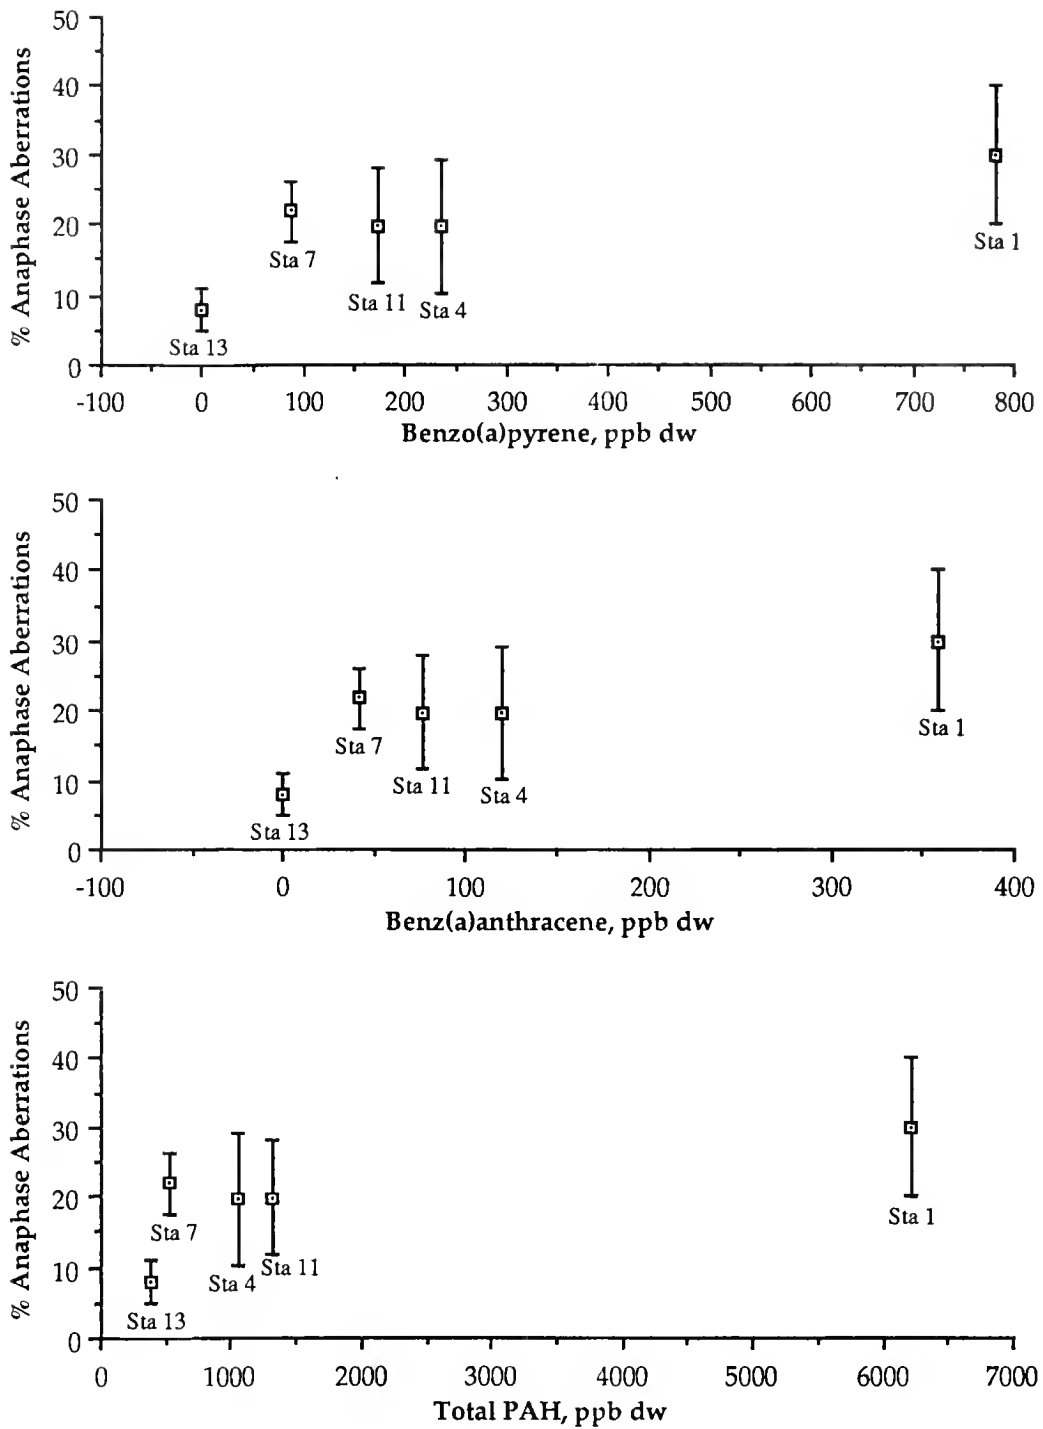 50
40
30
20
10
0
% Anaphase Aberrations
Sta 13
Sta 7
Sta 11
Sta 4
Sta 1
-100 0 100 200 300 400 500 600 700 800
Benzo(a)pyrene, ppb dw
50
40
30
20
10
0
% Anaphase Aberrations
Sta 13
Sta 7
Sta 11
Sta 4
Sta 1
-100 0 100 200 300 400
Benz(a)anthracene, ppb dw
50
40
30
20
10
0
% Anaphase Aberrations
Sta 13
Sta 7
Sta 4
Sta 11
Sta 1
0 1000 2000 3000 4000 5000 6000 7000
Total PAH, ppb dw